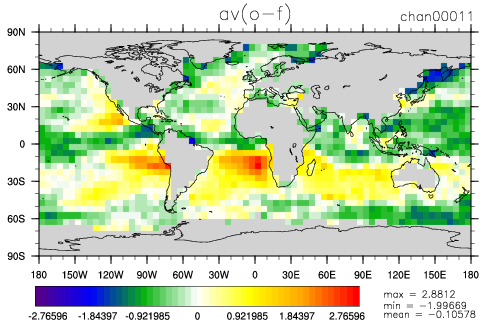 av(o-f)
chan00011
90N
60N
30N
0
30S
60S
90S
180 150W 120W 90W 60W 30W 0 30E 60E 90E 120E 150E 180
-2.76596 -1.84397 -0.921985 0 0.921985 1.84397 2.76596
max = 2.8812
min = -1.99669
mean = -0.10578